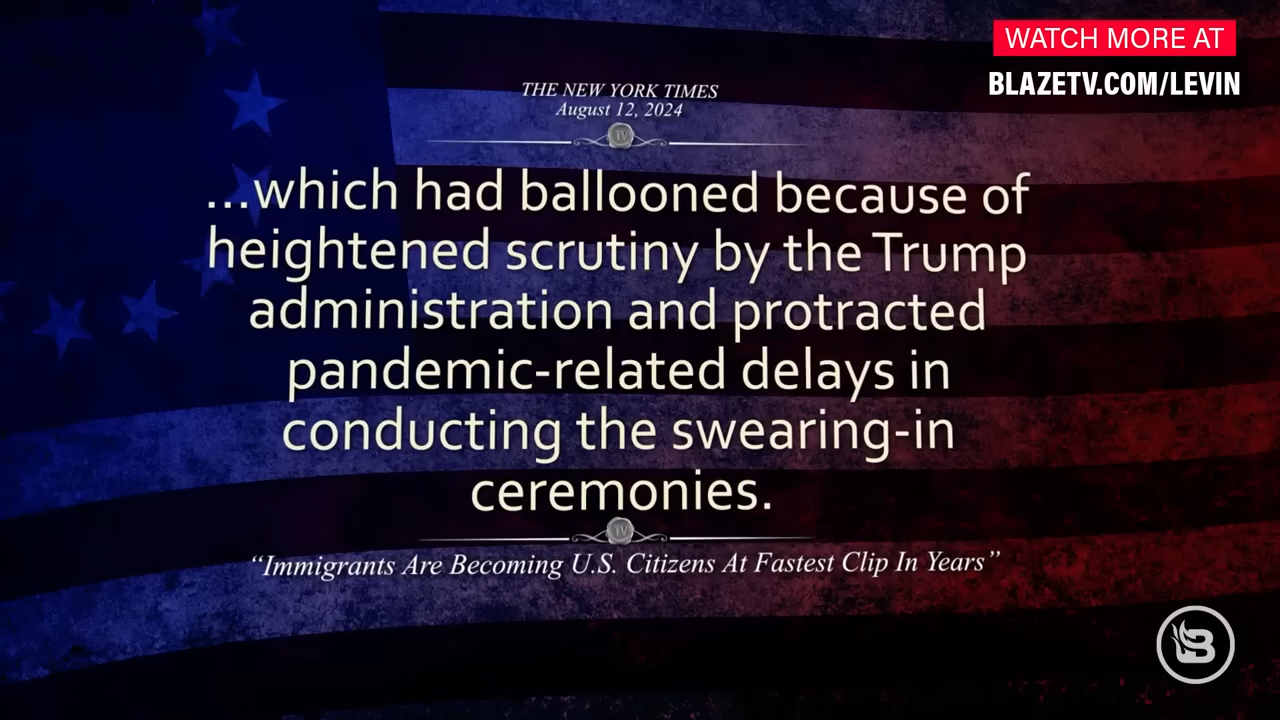 WATCH MORE AT
BLAZETV.COM/LEVIN
THE NEW YORK TIMES
August 12, 2024
TV
...which had ballooned because of
heightened scrutiny by the Trump
administration and protracted
pandemic-related delays in
conducting the swearing-in
ceremonies.
TV
“Immigrants Are Becoming U.S. Citizens At Fastest Clip In Years”
B